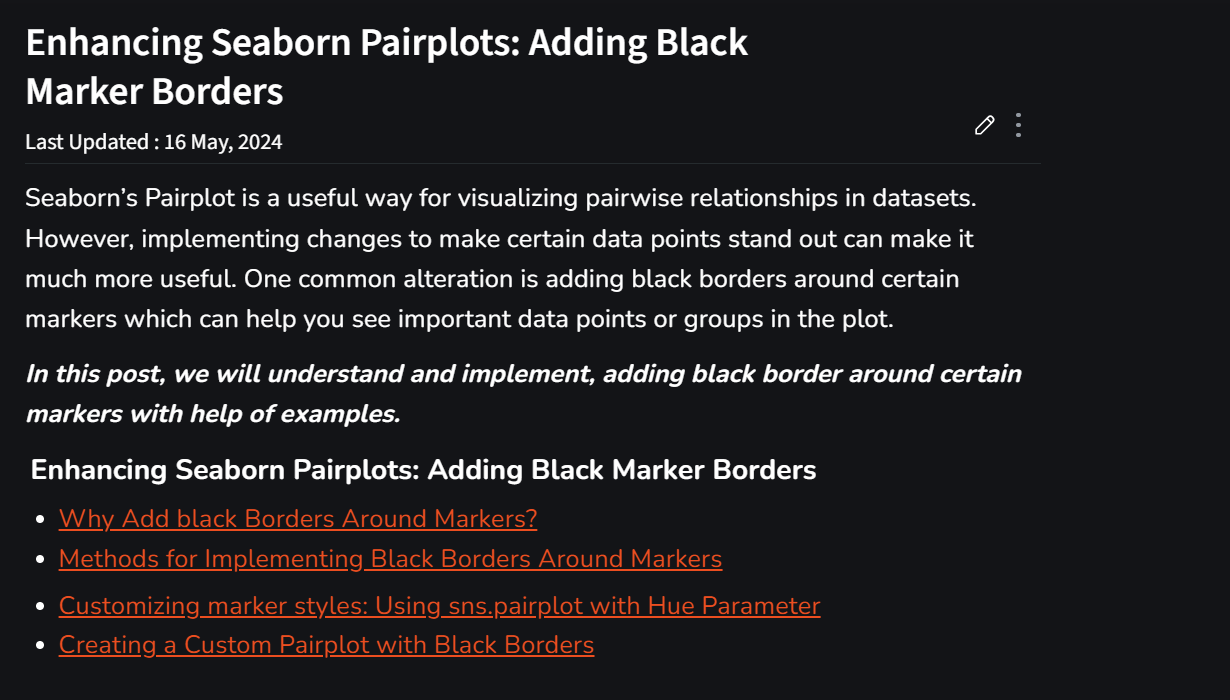 Enhancing Seaborn Pairplots: Adding Black
Marker Borders
Last Updated : 16 May, 2024
Seaborn’s Pairplot is a useful way for visualizing pairwise relationships in datasets.
However, implementing changes to make certain data points stand out can make it
much more useful. One common alteration is adding black borders around certain
markers which can help you see important data points or groups in the plot.
In this post, we will understand and implement, adding black border around certain
markers with help of examples.
Enhancing Seaborn Pairplots: Adding Black Marker Borders
Why Add black Borders Around Markers?
Methods for Implementing Black Borders Around Markers
Customizing marker styles: Using sns.pairplot with Hue Parameter
Creating a Custom Pairplot with Black Borders